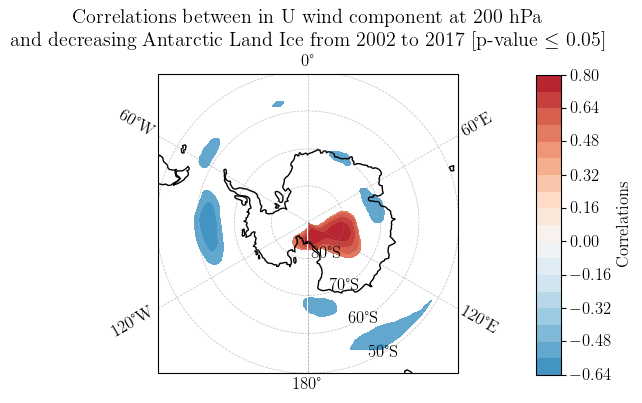 Correlations between in U wind component at 200 hPa
and decreasing Antarctic Land Ice from 2002 to 2017 [p-value ≤ 0.05]
0°
60°W
60°E
80°S
70°S
60°S
50°S
120°W
120°E
180°
0.80
0.64
0.48
0.32
0.16
0.00
−0.16
−0.32
−0.48
−0.64
Correlations